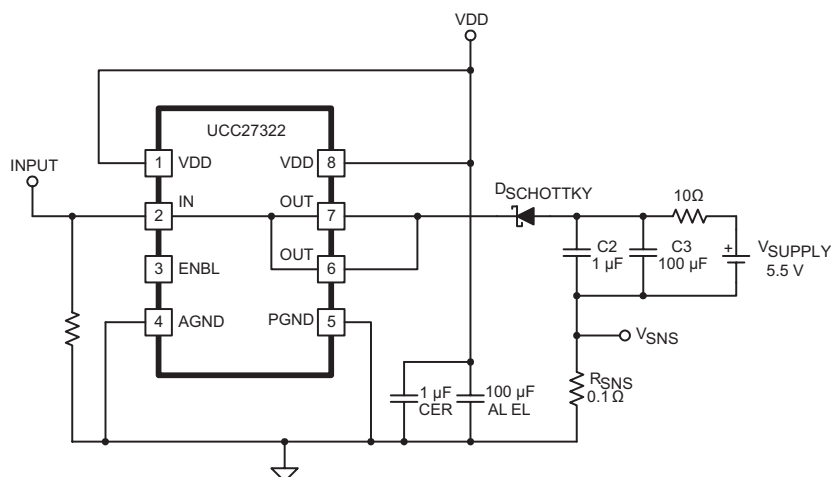 VDD
UCC27322
INPUT
1 VDD
VDD 8
2 IN
OUT 7
DSCHOTTKY
10Ω
3 ENBL
OUT 6
C2
1 µF
C3
100 µF
+
VSUPPLY
5.5 V
4 AGND
PGND 5
VSNS
1 µF
CER
100 µF
AL EL
RSNS
0.1 Ω